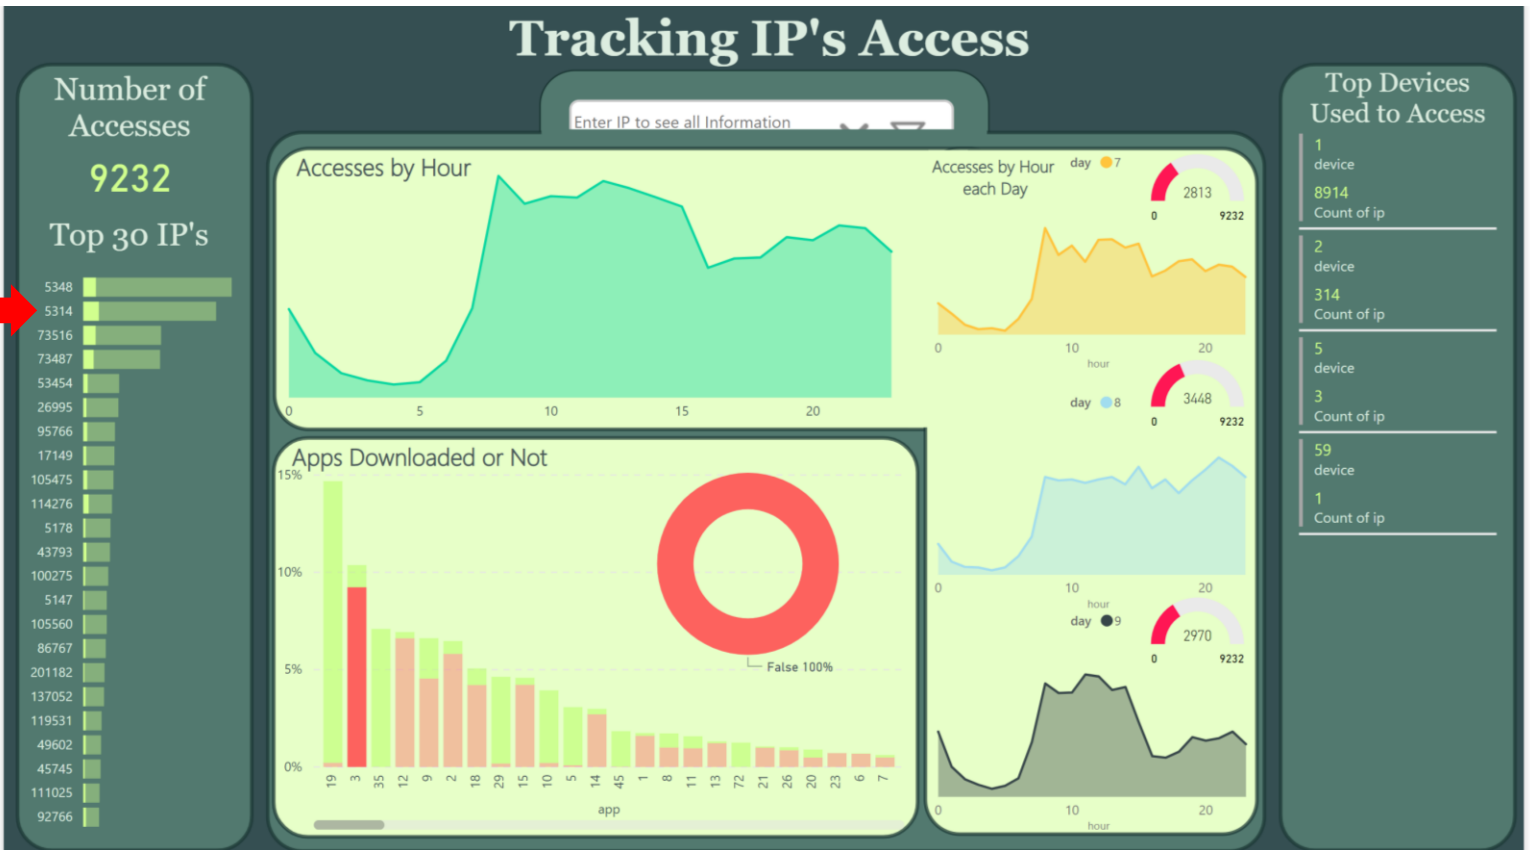 Tracking IP's Access
Number of
Accesses
9232
Top 30 IP's
5348
5314
73516
73487
53454
26995
95766
17149
105475
114276
5178
43793
100275
5147
105560
86767
201182
137052
119531
49602
45745
111025
92766
Enter IP to see all Information
Accesses by Hour
0 5 10 15 20
Accesses by Hour
each Day
day 7
2813
0 9232
0 10 20
hour
day 8
3448
0 9232
0 10 20
hour
day 9
2970
0 9232
0 10 20
hour
Apps Downloaded or Not
15%
10%
5%
0%
False 100%
19 3 35 12 9 2 18 29 15 10 5 14 45 1 8 11 13 72 21 26 20 23 6 7
app
Top Devices
Used to Access
1
device
8914
Count of ip
2
device
314
Count of ip
5
device
3
Count of ip
59
device
1
Count of ip